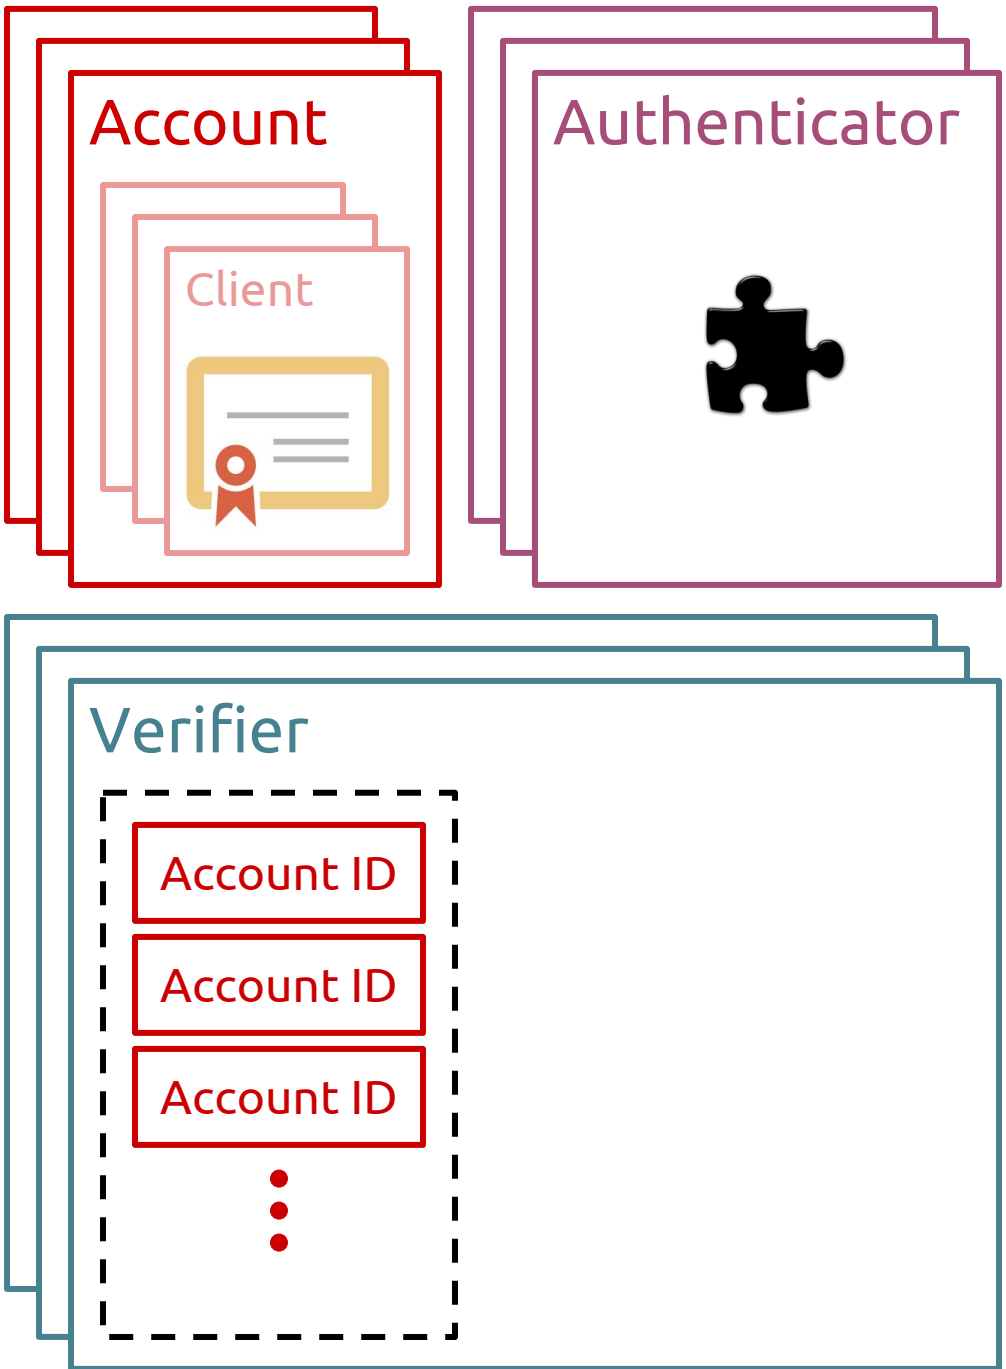 Account
Authenticator
Client
Verifier
Account ID
Account ID
Account ID